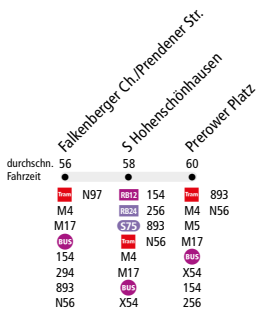 Falkenberger Ch./Prendener Str.
S Hohenschönhausen
Prerower Platz
durchschn. 56 58 60
Fahrzeit
Tram N97 RB12 154 Tram 893
M4 RB24 256 M4 N56
M17 S75 893 M5
BUS Tram N56 M17
154 M4 BUS
294 M17 X54
893 BUS 154
N56 X54 256